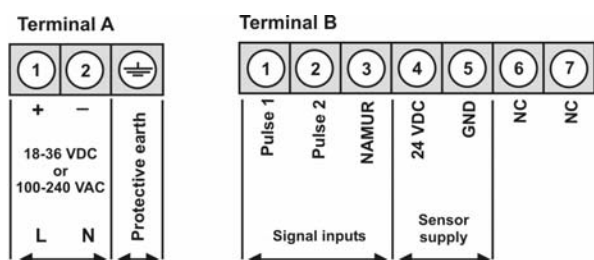 Terminal A
1 2
+ –
18-36 VDC
or
100-240 VAC
L N
Protective earth
Terminal B
1 2 3 4 5 6 7
Pulse 1
Pulse 2
NAMUR
24 VDC
GND
NC
NC
Signal inputs
Sensor
supply